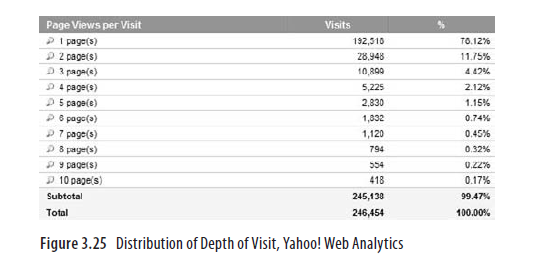 Page Views per Visit Visits %
1 page(s) 192,518 78.12%
2 page(s) 28,948 11.75%
3 page(s) 10,899 4.42%
4 page(s) 5,225 2.12%
5 page(s) 2,830 1.15%
6 page(s) 1,832 0.74%
7 page(s) 1,120 0.45%
8 page(s) 794 0.32%
9 page(s) 554 0.22%
10 page(s) 418 0.17%
Subtotal 245,138 99.47%
Total 246,454 100.00%
Figure 3.25 Distribution of Depth of Visit, Yahoo! Web Analytics